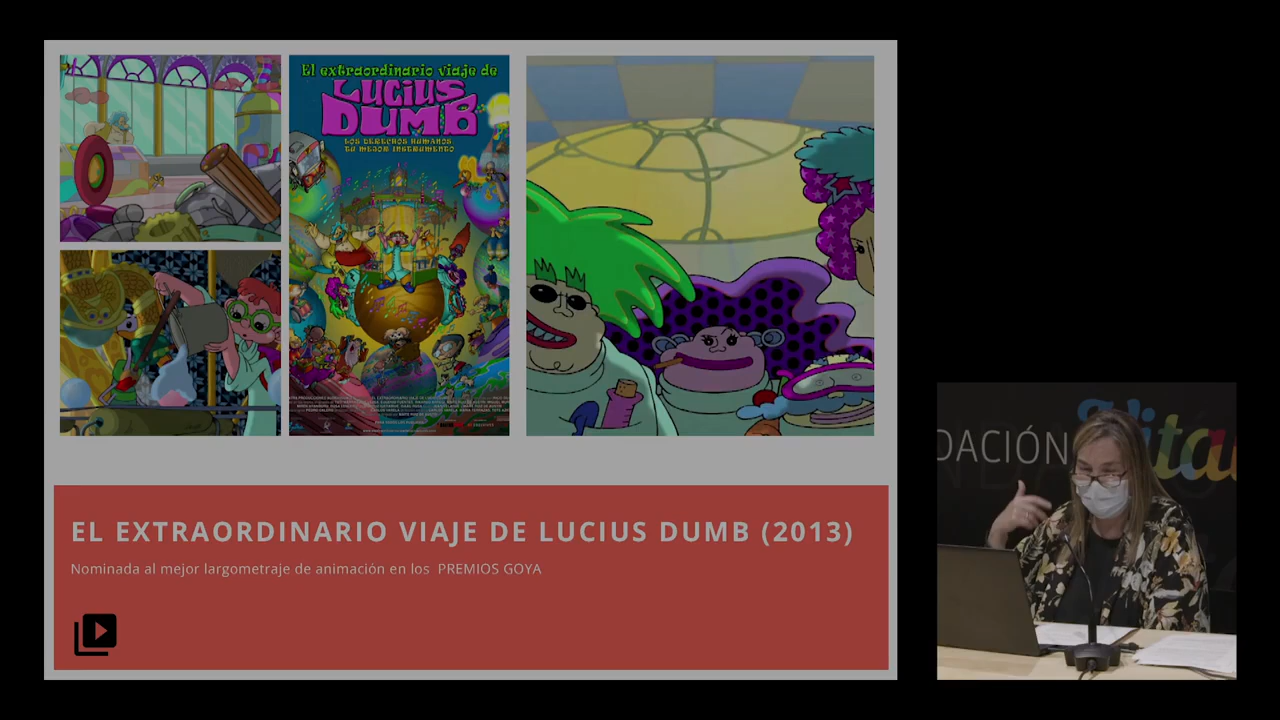 El extraordinario viaje de
LUCIUS
DUMB
LOS DERECHOS HUMANOS
TU MEJOR INSTRUMENTO
EL EXTRAORDINARIO VIAJE DE LUCIUS DUMB (2013)
Nominada al mejor largometraje de animación en los PREMIOS GOYA
DACIÓN